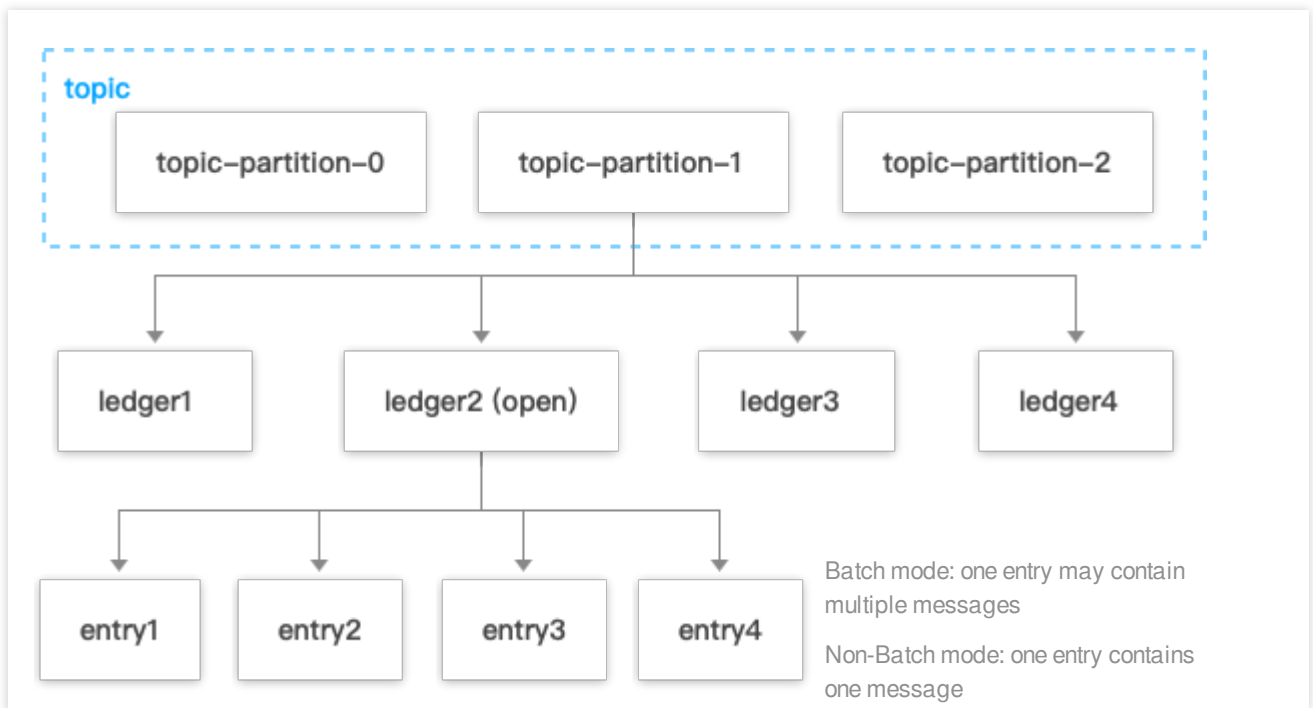 topic
topic-partition-0
topic-partition-1
topic-partition-2
ledger1
ledger2 (open)
ledger3
ledger4
entry1
entry2
entry3
entry4
Batch mode: one entry may contain
multiple messages
Non-Batch mode: one entry contains
one message